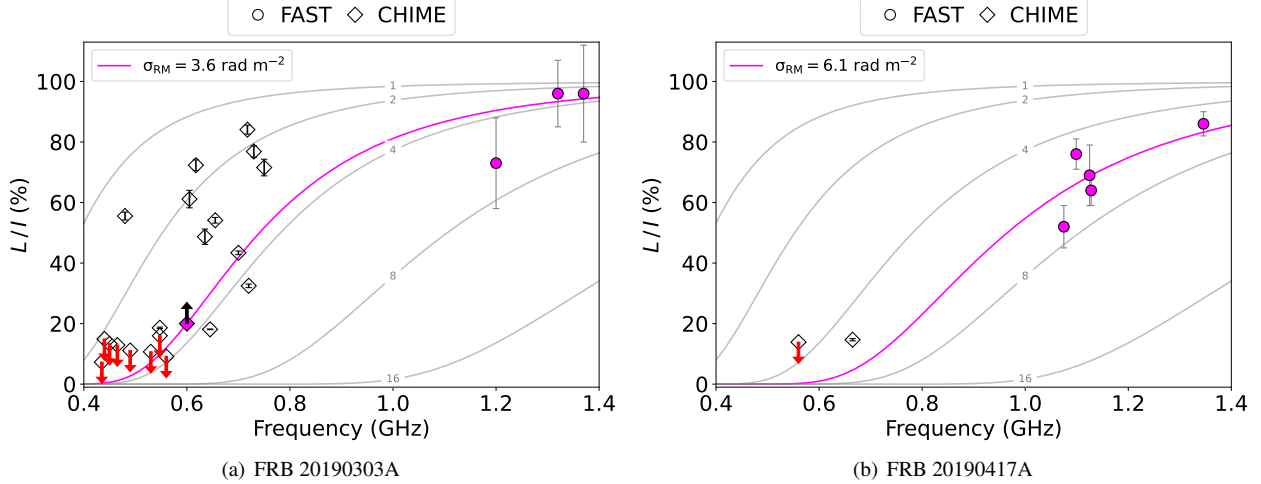 FAST CHIME
σRM = 3.6 rad m−2
100
80
60
40
20
0
L / I (%)
1
2
4
8
16
0.4 0.6 0.8 1.0 1.2 1.4
Frequency (GHz)
(a) FRB 20190303A
FAST CHIME
σRM = 6.1 rad m−2
100
80
60
40
20
0
L / I (%)
1
2
4
8
16
0.4 0.6 0.8 1.0 1.2 1.4
Frequency (GHz)
(b) FRB 20190417A